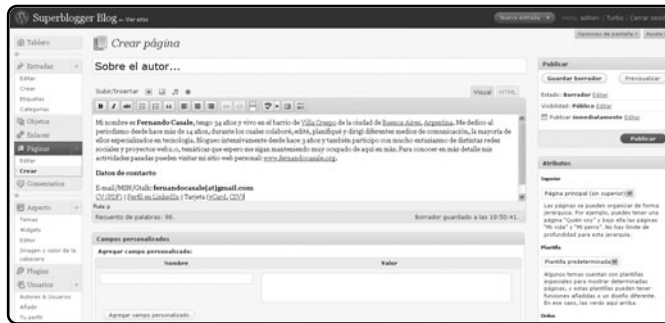 Superblogger Blog ← Ver sitio
Nueva entrada
Hola, admin! | Turbo | Cerrar sesi
Opciones de pantalla
Ayuda
Tablero
Entradas
Editar
Crear
Etiquetas
Categorías
Objetos
Enlaces
Páginas
Editar
Crear
Comentarios
Aspecto
Temas
Widgets
Editor
Imagen y color de la
cabecera
Plugins
Usuarios
Autores & Usuarios
Añadir
Tu perfil
Crear página
Sobre el autor...
Subir/Insertar
Visual HTML
Mi nombre es Fernando Casale, tengo 34 años y vivo en el barrio de Villa Crespo de la ciudad de Buenos Aires, Argentina. Me dedico al
periodismo desde hace más de 14 años, durante los cuales colaboré, edité, planifiqué y dirigí diferentes medios de comunicación, la mayoría de
ellos especializados en tecnología. Blogueo intensivamente desde hace 3 años y también participo con mucho entusiasmo de distintas redes
sociales y proyectos web 2.0, temáticas que espero me sigan manteniendo muy ocupado de aquí en más. Para conocer en más detalle mis
actividades pasadas pueden visitar mi sitio web personal: www.fernandocasale.org.
Datos de contacto
E-mail/MSN/Gtalk: fernandocasale[at]gmail.com
CV (PDF) | Perfil en LinkedIn | Tarjeta (vCard, CSV)
Ruta: p
Recuento de palabras: 98.
Borrador guardado a las 19:50:41.
Campos personalizados
Agregar campo personalizado:
Nombre
Valor
Agregar campo personalizado
Publicar
Guardar borrador
Previsualizar
Estado: Borrador Editar
Visibilidad: Público Editar
Publicar inmediatamente Editar
Publicar
Atributos
Superior
Página principal (sin superior)
Las páginas se pueden organizar de forma
jerárquica. Por ejemplo, puedes tener una
página "Quién soy" y bajo ella las páginas
"Mi vida" y "Mi perro". No hay límite de
profundidad para esta jerarquía.
Plantilla
Plantilla predeterminada
Algunos temas cuentan con plantillas
especiales para mostrar determinadas
páginas, y estas plantillas pueden tener
funciones añadidas o un diseño diferente.
En ese caso, las verás aquí arriba.
Orden